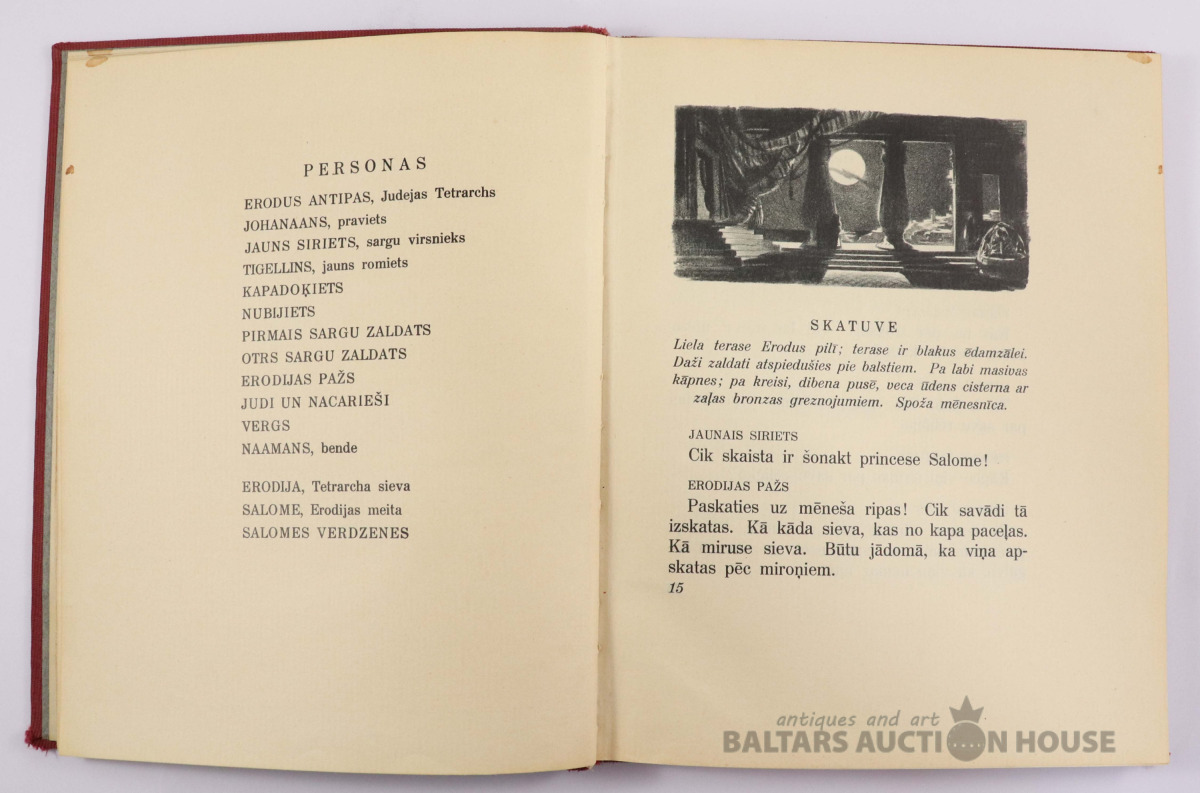 PERSONAS
ERODUS ANTIPAS, Judejas Tetrarchs
JOHANAANS, praviets
JAUNS SIRIETS, sargu virsnieks
TIGELLINS, jauns romiets
KAPADOĶIETS
NUBIJIETS
PIRMAIS SARGU ZALDATS
OTRS SARGU ZALDATS
ERODIJAS PAŽS
JUDI UN NACARIEŠI
VERGS
NAAMANS, bende
ERODIJA, Tetrarcha sieva
SALOME, Erodijas meita
SALOMES VERDZENES
SKATUVE
Liela terase Erodus pilī; terase ir blakus ēdamzālei.
Daži zaldati atspiedušies pie balstiem. Pa labi masivas
kāpnes; pa kreisi, dibena pusē, veca ūdens cisterna ar
zaļas bronzas greznojumiem. Spoža mēnesnīca.
JAUNAIS SIRIETS
Cik skaista ir šonakt princese Salome!
ERODIJAS PAŽS
Paskaties uz mēneša ripas! Cik savādi tā
izskatas. Kā kāda sieva, kas no kapa paceļas.
Kā miruse sieva. Būtu jādomā, ka viņa ap-
skatas pēc miroņiem.
15
antiques and art
BALTARS AUCTION HOUSE